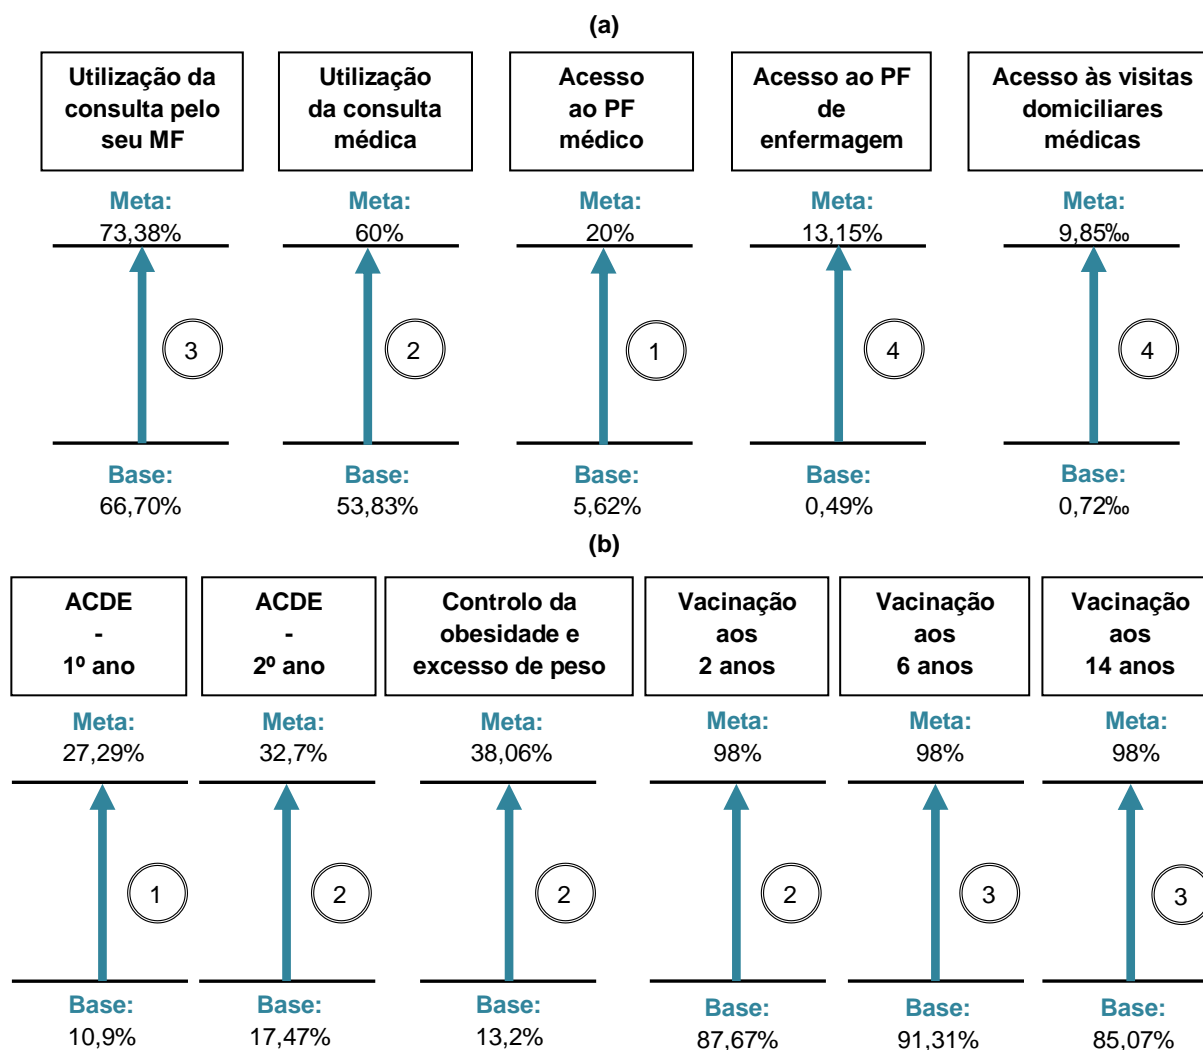 (a)
Utilização da
consulta pelo
seu MF
Utilização
da consulta
médica
Acesso
ao PF
médico
Acesso ao PF
de
enfermagem
Acesso às visitas
domiciliares
médicas
Meta:
73,38%
Meta:
60%
Meta:
20%
Meta:
13,15%
Meta:
9,85‰
3
2
1
4
4
Base:
66,70%
Base:
53,83%
Base:
5,62%
Base:
0,49%
Base:
0,72‰
(b)
ACDE
-
1º ano
ACDE
-
2º ano
Controlo da
obesidade e
excesso de peso
Vacinação
aos
2 anos
Vacinação
aos
6 anos
Vacinação
aos
14 anos
Meta:
27,29%
Meta:
32,7%
Meta:
38,06%
Meta:
98%
Meta:
98%
Meta:
98%
1
2
2
2
3
3
Base:
10,9%
Base:
17,47%
Base:
13,2%
Base:
87,67%
Base:
91,31%
Base:
85,07%